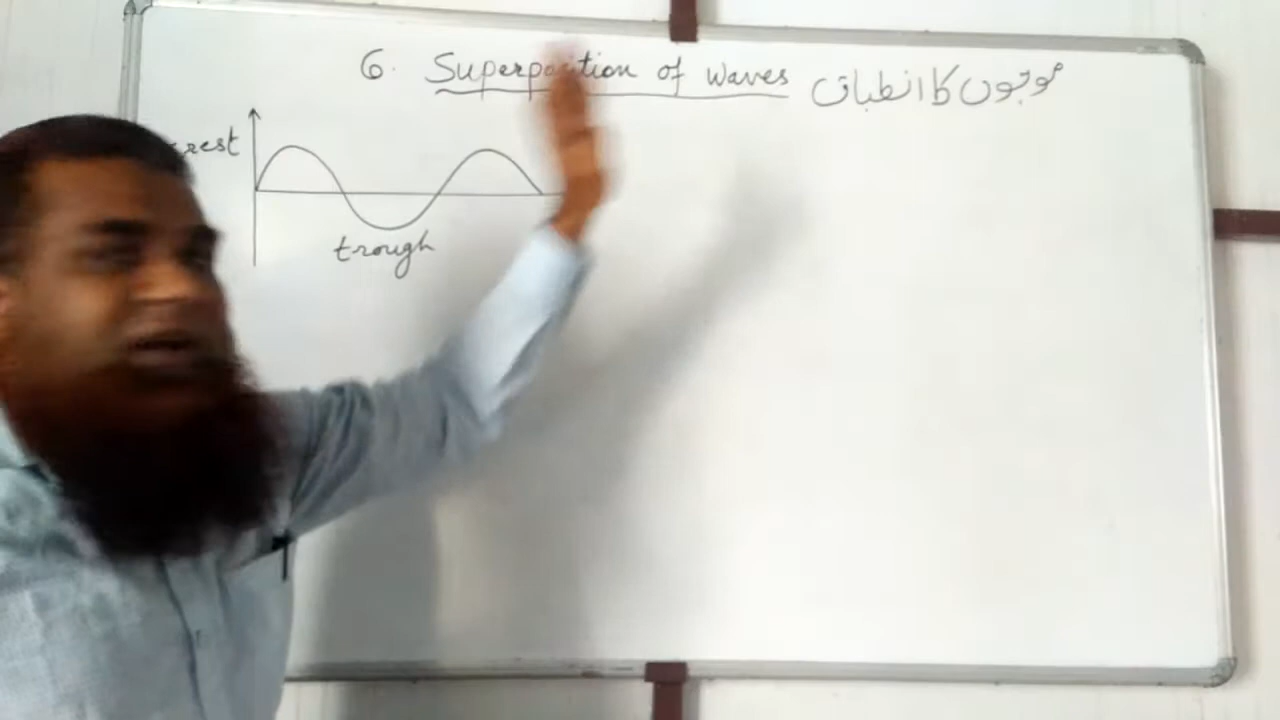 6. Superposition of waves موجوں کا انطباق
crest
trough